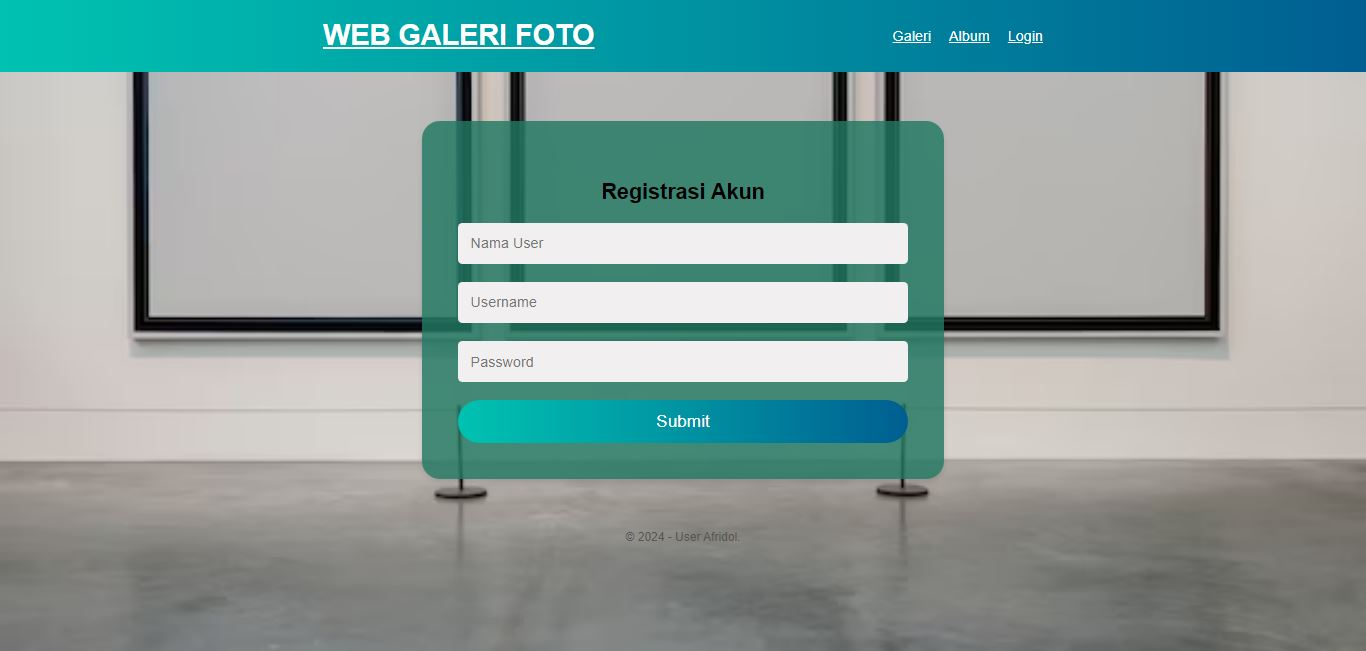 WEB GALERI FOTO
Galeri Album Login
Registrasi Akun
Nama User
Username
Password
Submit
© 2024 - User Afridol.